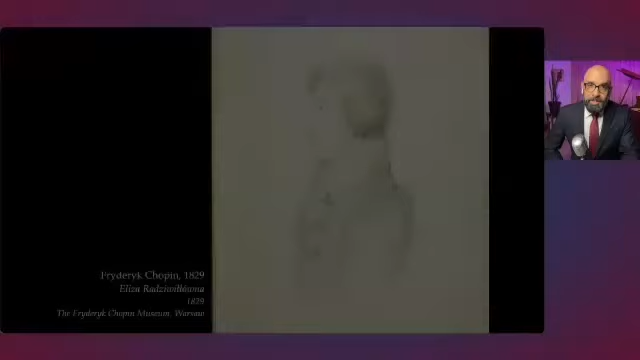 Fryderyk Chopin, 1829
Eliza Radziwiłłówna
1829
The Fryderyk Chopin Museum, Warsaw